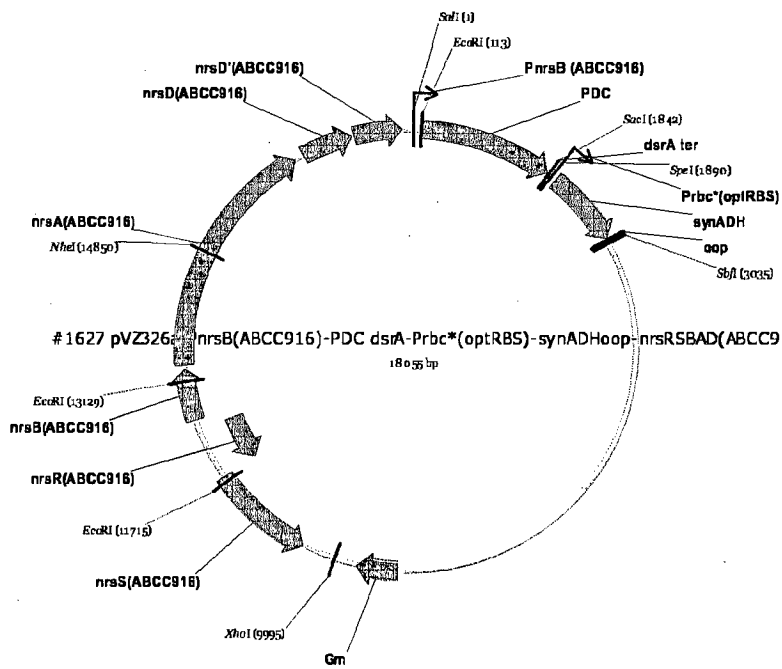 SalI (1)
EcoRI (113)
PnrsB (ABCC916)
nrsD'(ABCC916)
nrsD(ABCC916)
PDC
SacI (1842)
dsrA ter
SpeI (1890)
Prbc*(optRBS)
synADH
oop
SbfI (3035)
nrsA(ABCC916)
NheI (14850)
#1627 pVZ326a PnrsB(ABCC916)-PDC dsrA-Prbc*(optRBS)-synADHoop-nrsRSBAD(ABCC9
18055 bp
EcoRI (13129)
nrsB(ABCC916)
nrsR(ABCC916)
EcoRI (11715)
nrsS(ABCC916)
XhoI (9995)
Gm